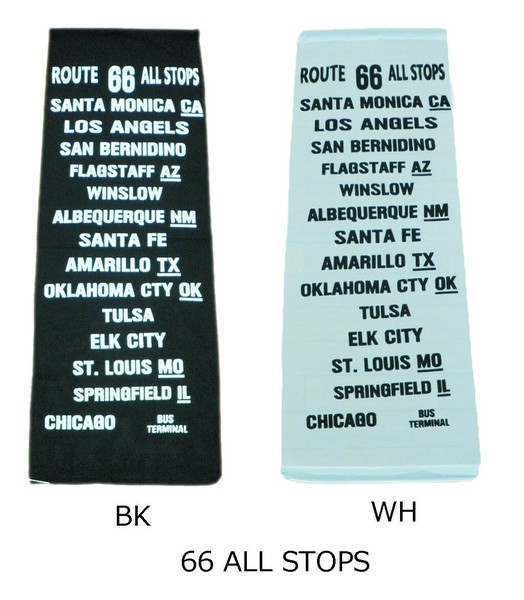 ROUTE 66 ALL STOPS
SANTA MONICA CA
LOS ANGELS
SAN BERNIDINO
FLAGSTAFF AZ
WINSLOW
ALBEQUERQUE NM
SANTA FE
AMARILLO TX
OKLAHOMA CTY OK
TULSA
ELK CITY
ST. LOUIS MO
SPRINGFIELD IL
CHICAGO BUS TERMINAL
ROUTE 66 ALL STOPS
SANTA MONICA CA
LOS ANGELS
SAN BERNIDINO
FLAGSTAFF AZ
WINSLOW
ALBEQUERQUE NM
SANTA FE
AMARILLO TX
OKLAHOMA CTY OK
TULSA
ELK CITY
ST. LOUIS MO
SPRINGFIELD IL
CHICAGO BUS TERMINAL
BK
WH
66 ALL STOPS